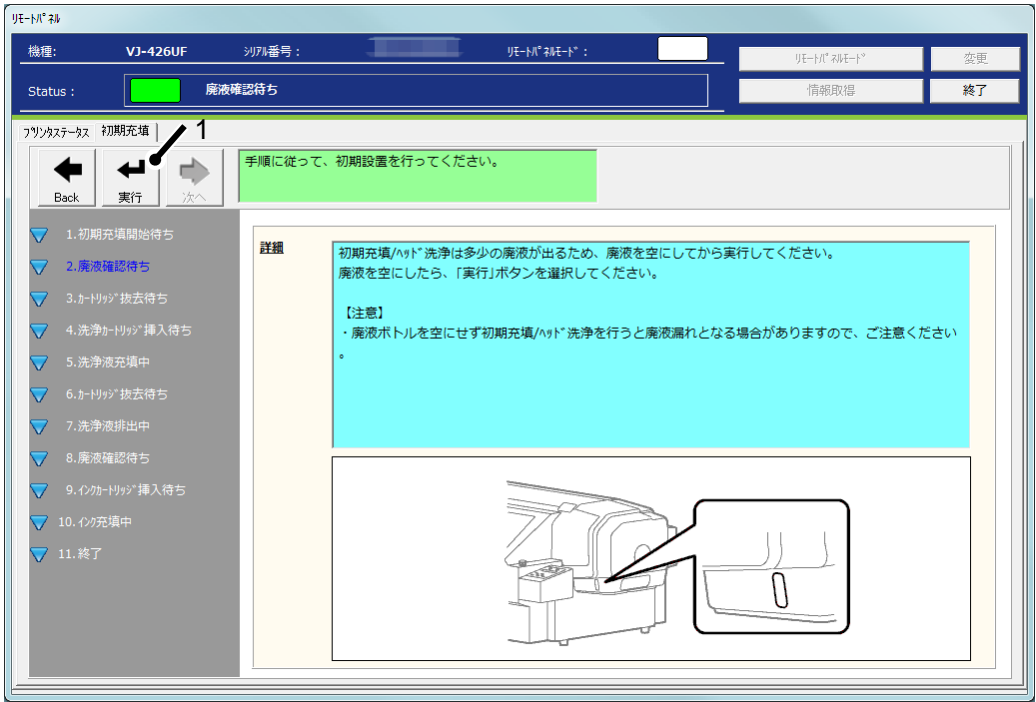 ﾘﾓｰﾄﾊﾟﾈﾙ
機種: VJ-426UF ｼﾘｱﾙ番号： ﾘﾓｰﾄﾊﾟﾈﾙﾓｰﾄﾞ： ﾘﾓｰﾄﾊﾟﾈﾙﾓｰﾄﾞ 変更
Status： 廃液確認待ち 情報取得 終了
ﾌﾟﾘﾝﾀｽﾃｰﾀｽ 初期充填 1
Back 実行 次へ
手順に従って、初期設置を行ってください。
1.初期充填開始待ち
2.廃液確認待ち
3.ｶｰﾄﾘｯｼﾞ抜去待ち
4.洗浄ｶｰﾄﾘｯｼﾞ挿入待ち
5.洗浄液充填中
6.ｶｰﾄﾘｯｼﾞ抜去待ち
7.洗浄液排出中
8.廃液確認待ち
9.ｲﾝｸｶｰﾄﾘｯｼﾞ挿入待ち
10.ｲﾝｸ充填中
11.終了
詳細
初期充填/ﾍｯﾄﾞ洗浄は多少の廃液が出るため、廃液を空にしてから実行してください。
廃液を空にしたら、「実行」ボタンを選択してください。
【注意】
・廃液ボトルを空にせず初期充填/ﾍｯﾄﾞ洗浄を行うと廃液漏れとなる場合がありますので、ご注意ください
。